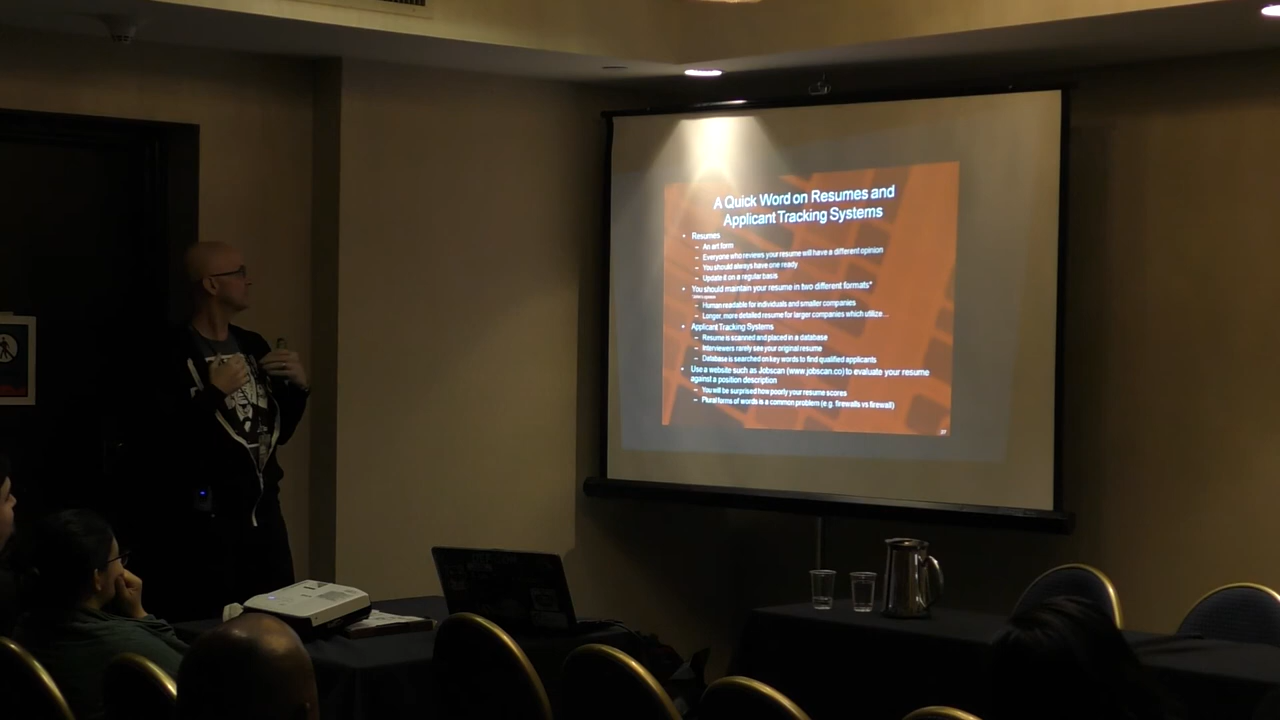 A Quick Word on Resumes and
Applicant Tracking Systems
• Resumes
– An art form
– Everyone who reviews your resume will have a different opinion
– You should always have one ready
– Update it on a regular basis
• You should maintain your resume in two different formats*
– Human readable for individuals and smaller companies
– Longer, more detailed resume for larger companies which utilize…
• Applicant Tracking Systems
– Resume is scanned and placed in a database
– Interviewers rarely see your original resume
– Database is searched on key words to find qualified applicants
• Use a website such as Jobscan (www.jobscan.co) to evaluate your resume
against a position description
– You will be surprised how poorly your resume scores
– Plural forms of words is a common problem (e.g. firewalls vs firewall)